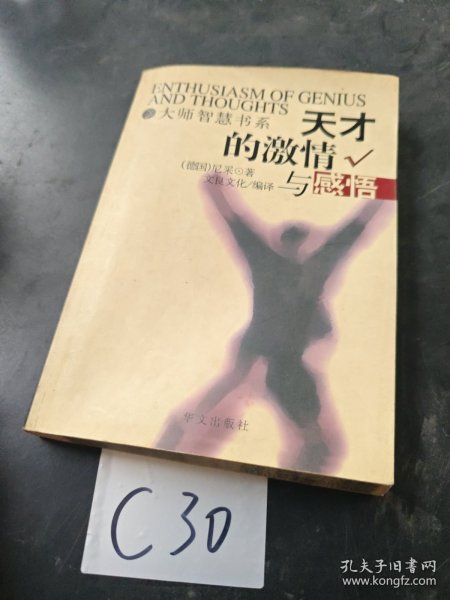 ENTHUSIASM OF GENIUS
AND THOUGHTS
大师智慧书系
天才
的激情
与感悟
(德国)尼采 著
文良文化/编译
华文出版社
C30
孔夫子旧书网
www.kongfz.com